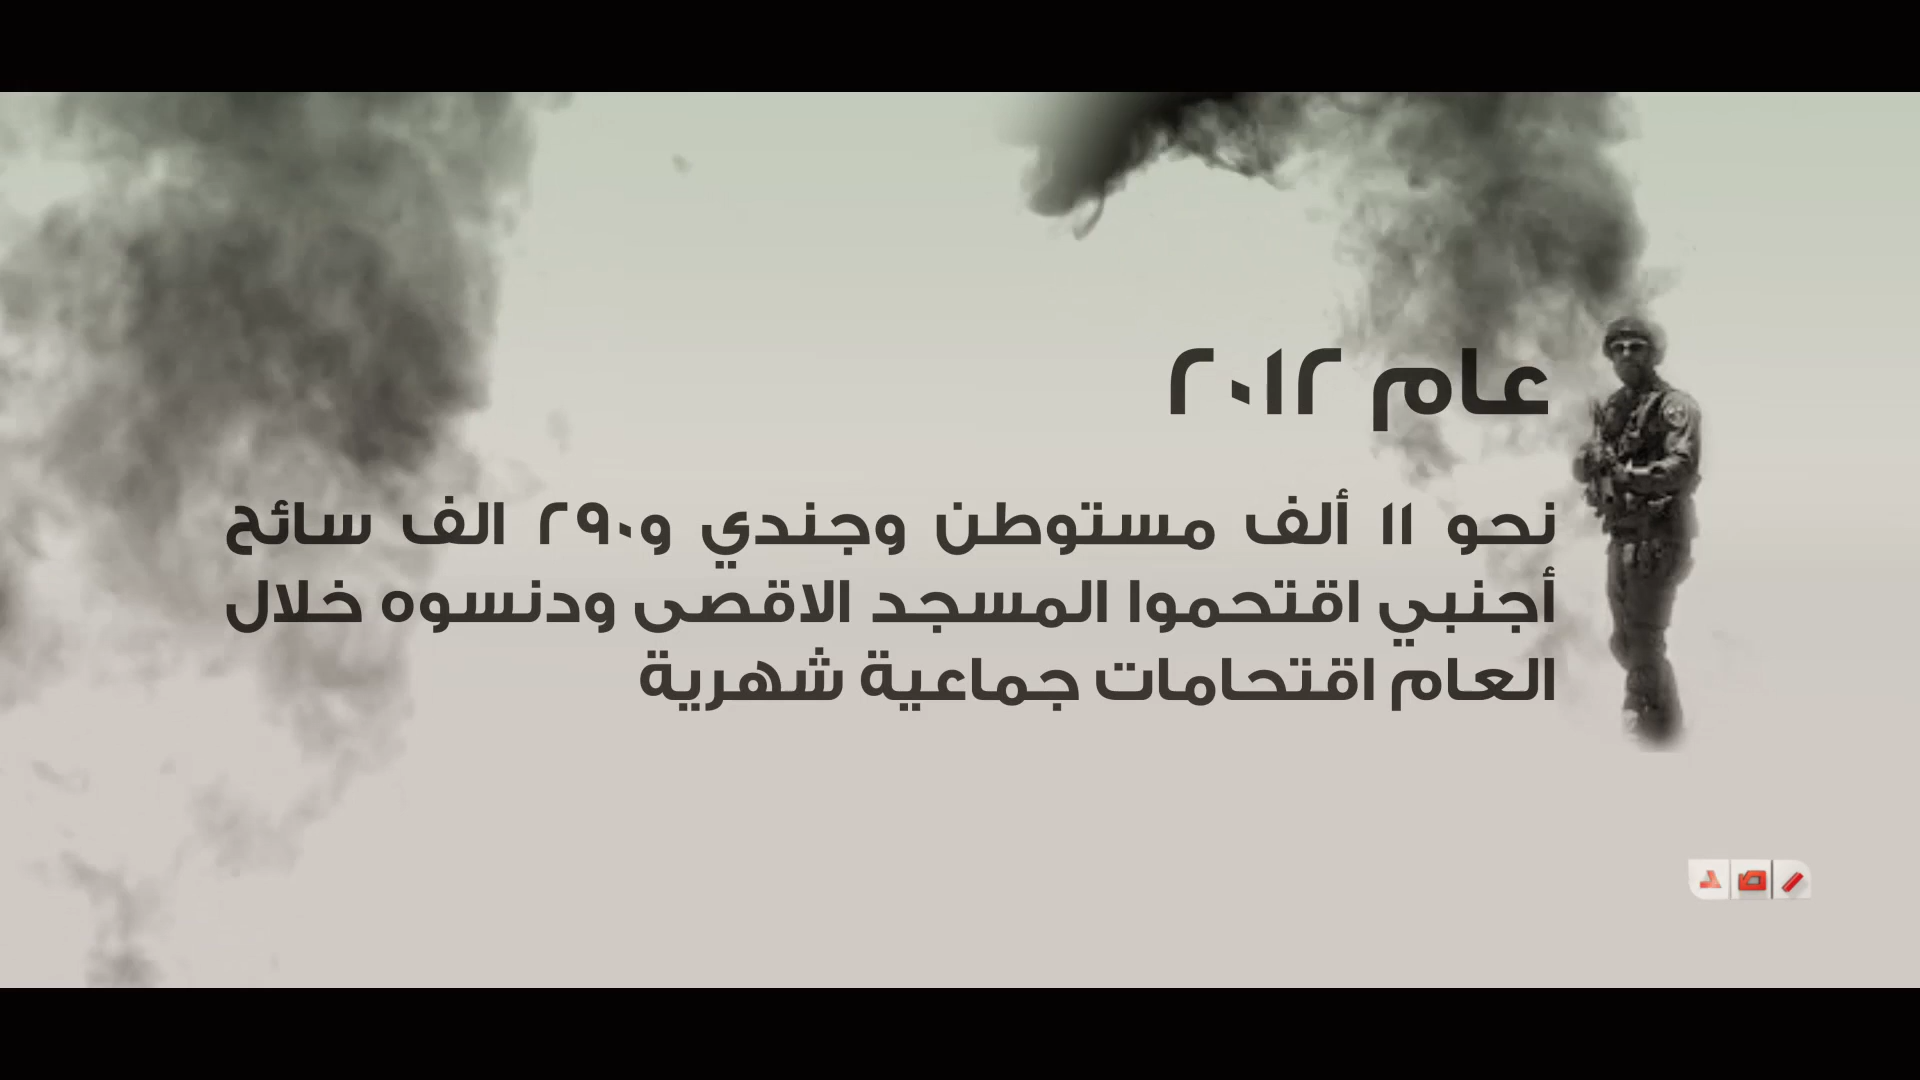 عام ٢٠١٢
نحو ١١ ألف مستوطن وجندي و٢٩٠ الف سائح
أجنبي اقتحموا المسجد الاقصى ودنسوه خلال
العام اقتحامات جماعية شهرية